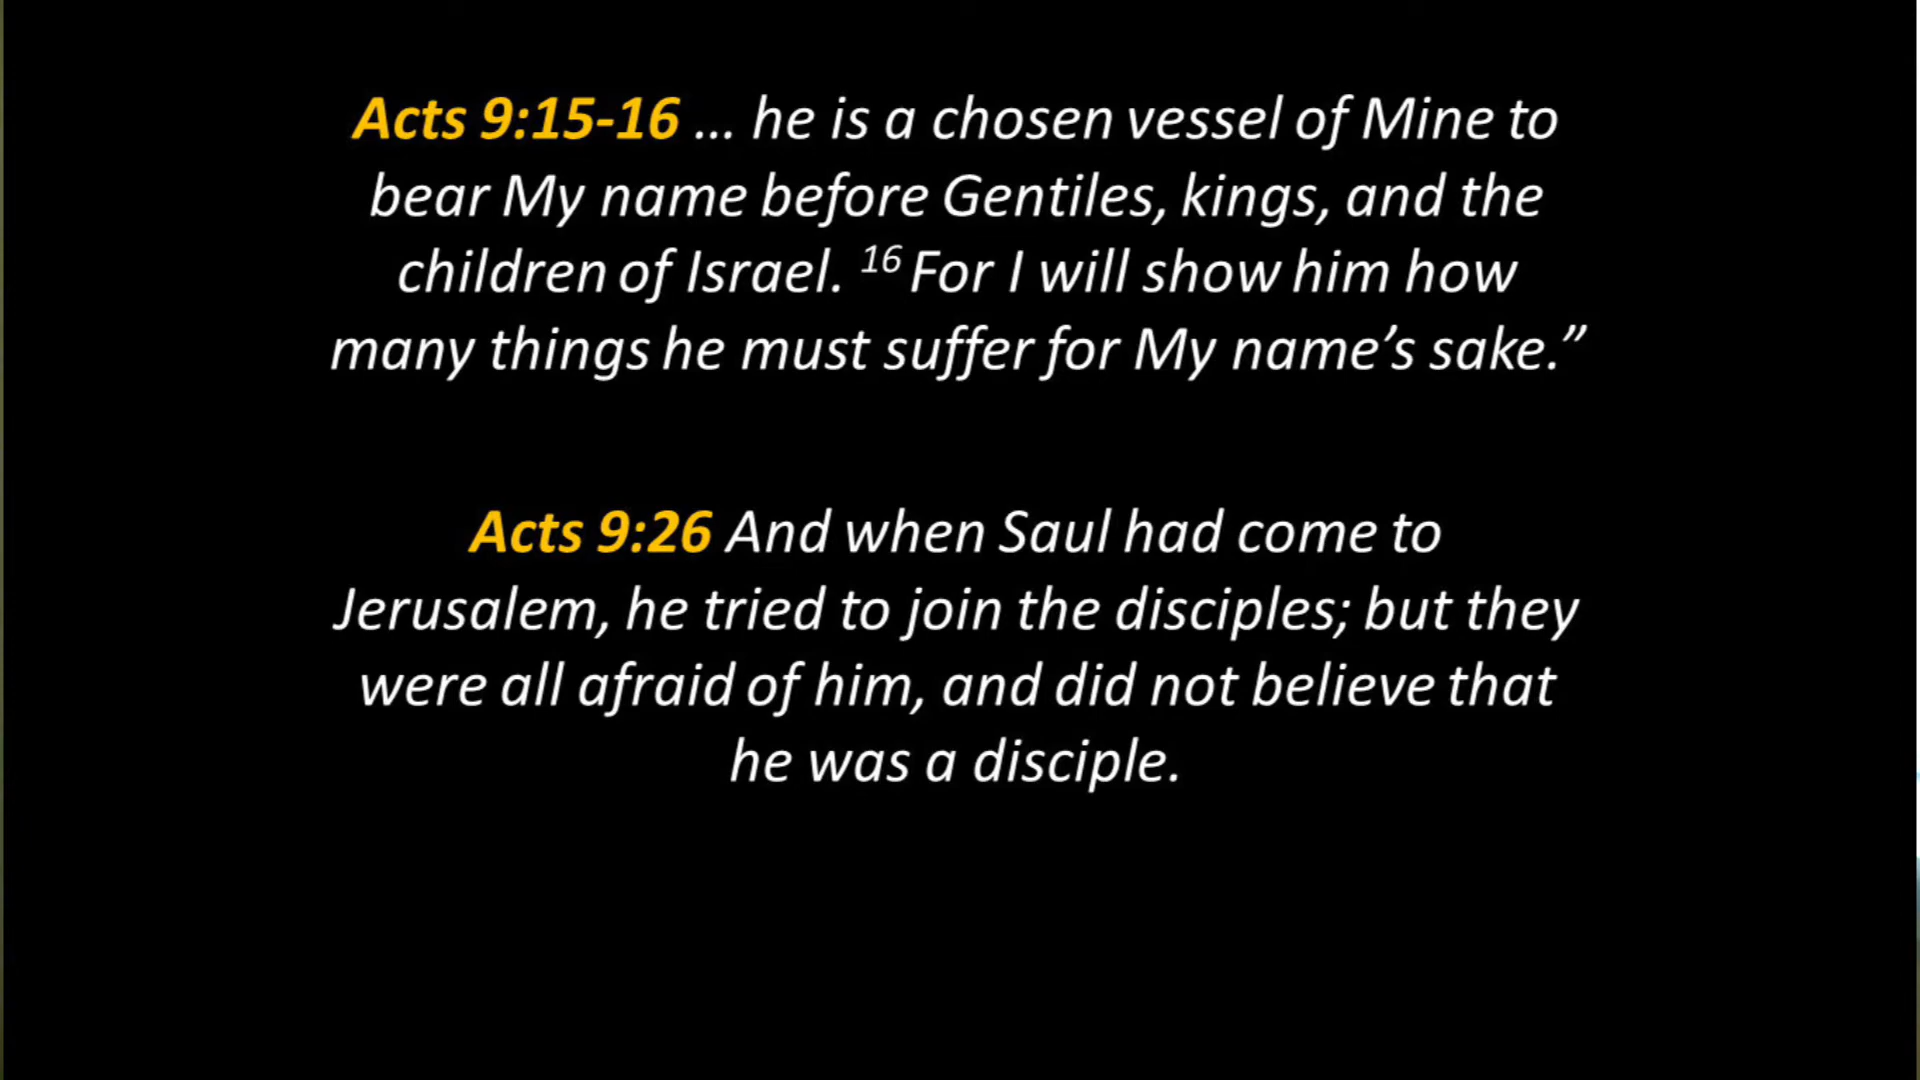 Acts 9:15-16 ... he is a chosen vessel of Mine to
bear My name before Gentiles, kings, and the
children of Israel. 16 For I will show him how
many things he must suffer for My name’s sake.”
Acts 9:26 And when Saul had come to
Jerusalem, he tried to join the disciples; but they
were all afraid of him, and did not believe that
he was a disciple.